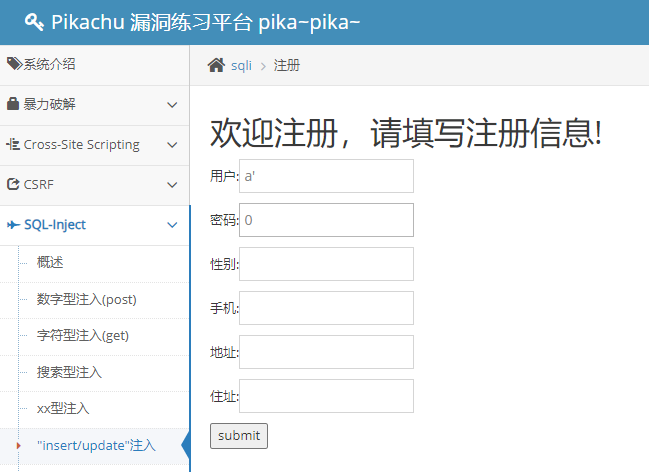 Pikachu 漏洞练习平台 pika~pika~
系统介绍
暴力破解
Cross-Site Scripting
CSRF
SQL-Inject
概述
数字型注入(post)
字符型注入(get)
搜索型注入
xx型注入
"insert/update"注入
sqli > 注册
欢迎注册，请填写注册信息!
用户: a'
密码: 0
性别:
手机:
地址:
住址:
submit